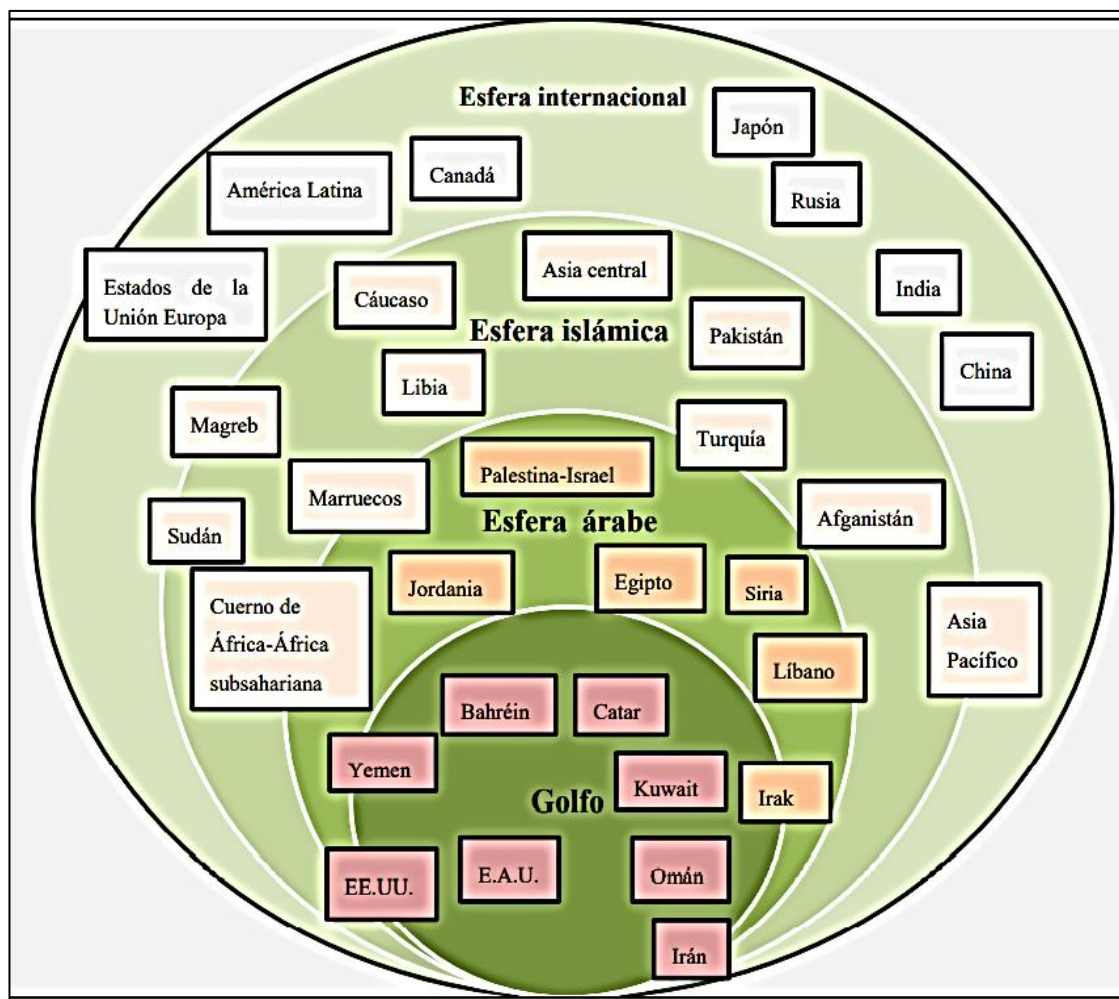 Esfera internacional
Japón
América Latina
Canadá
Rusia
Estados de la
Unión Europa
Cáucaso
Asia central
India
Esfera islámica
Pakistán
China
Libia
Magreb
Turquía
Marruecos
Palestina-Israel
Sudán
Esfera árabe
Afganistán
Cuerno de
África-África
subsahariana
Jordania
Egipto
Siria
Asia
Pacífico
Líbano
Bahréin
Catar
Yemen
Golfo
Kuwait
Irak
EE.UU.
E.A.U.
Omán
Irán